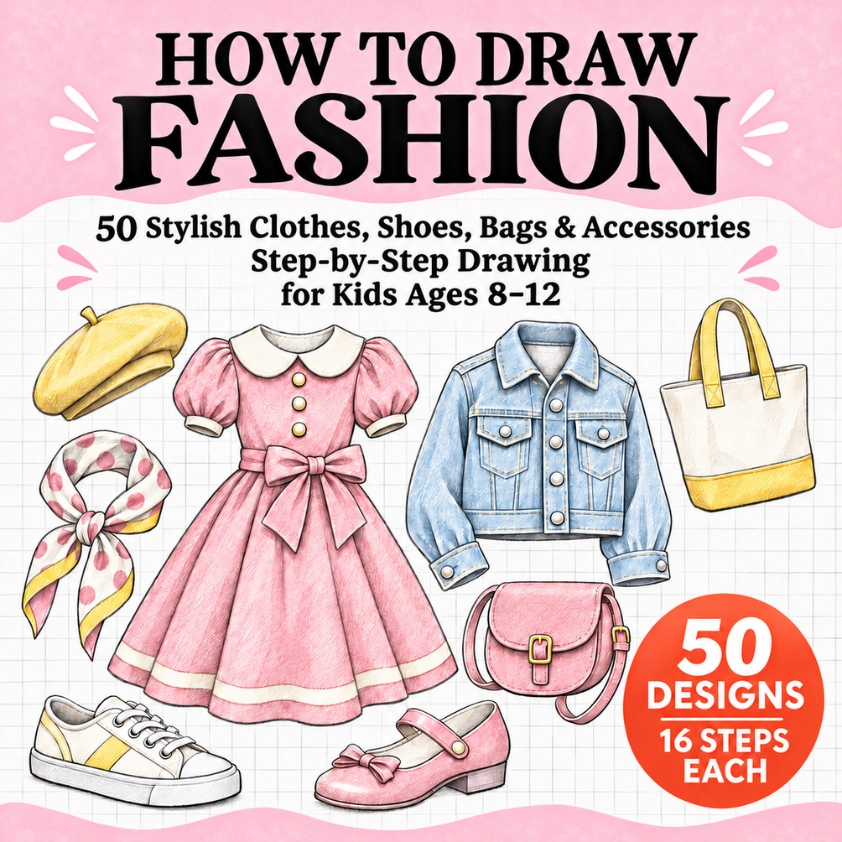 HOW TO DRAW
FASHION
50 Stylish Clothes, Shoes, Bags & Accessories
Step-by-Step Drawing
for Kids Ages 8–12
50
DESIGNS
16 STEPS
EACH